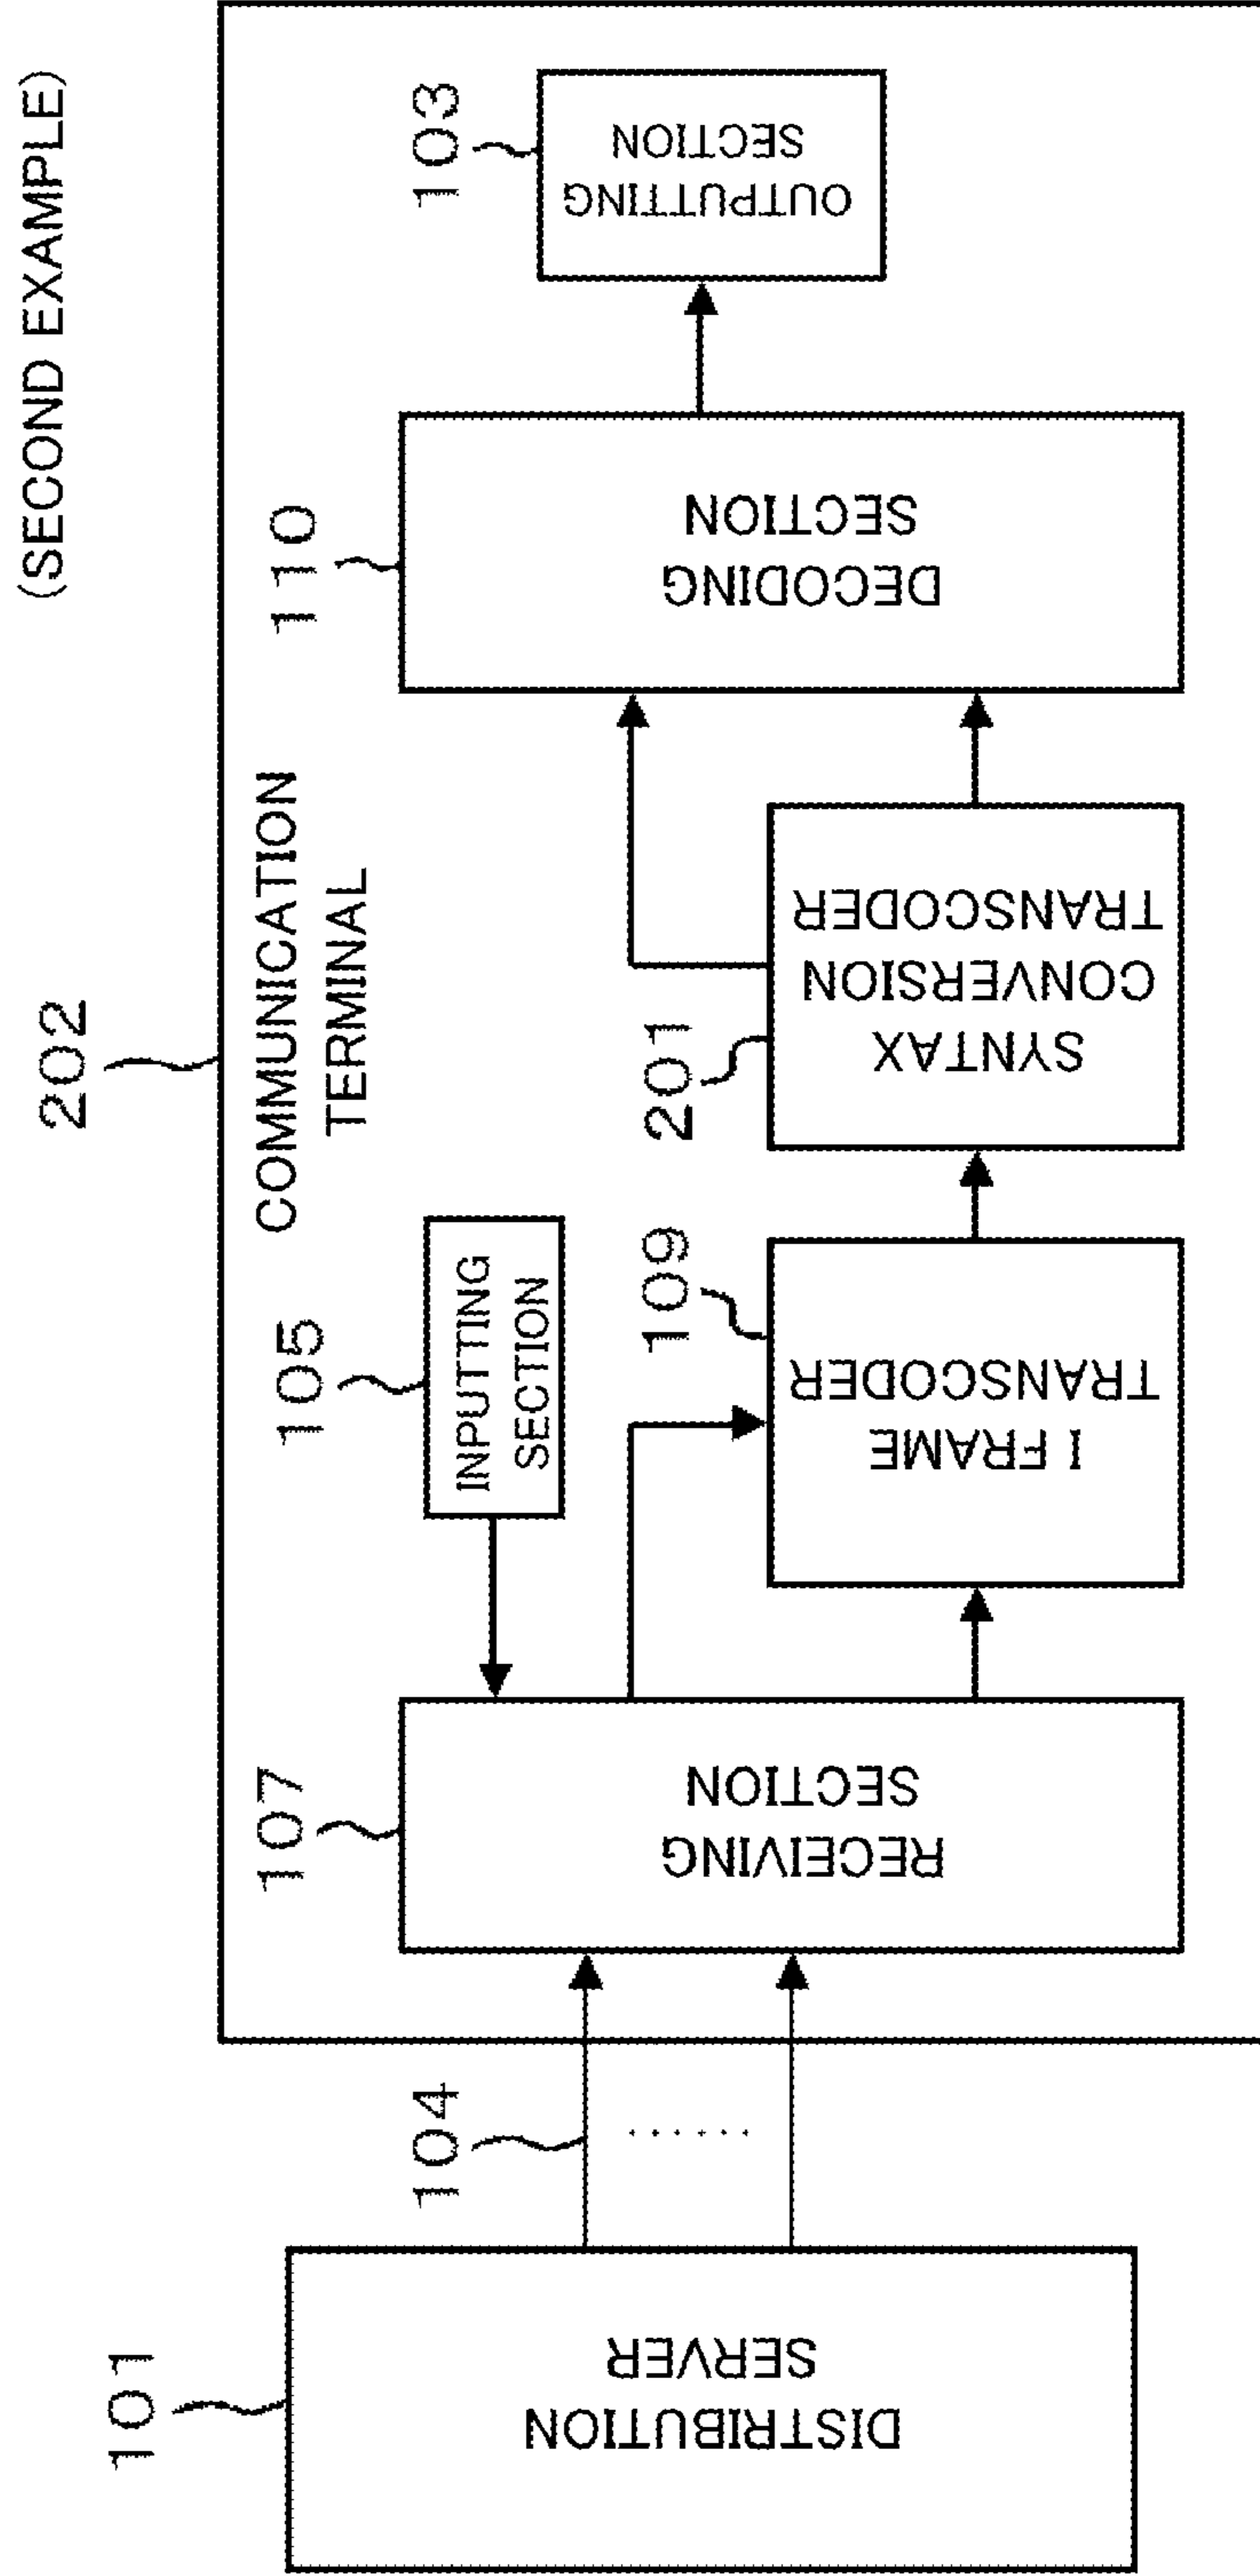 (SECOND EXAMPLE)
202
COMMUNICATION
TERMINAL
101
DISTRIBUTION
SERVER
104
107
RECEIVING
SECTION
105
INPUTTING
SECTION
109
I FRAME
TRANSCODER
201
SYNTAX
CONVERSION
TRANSCODER
110
DECODING
SECTION
103
OUTPUTTING
SECTION